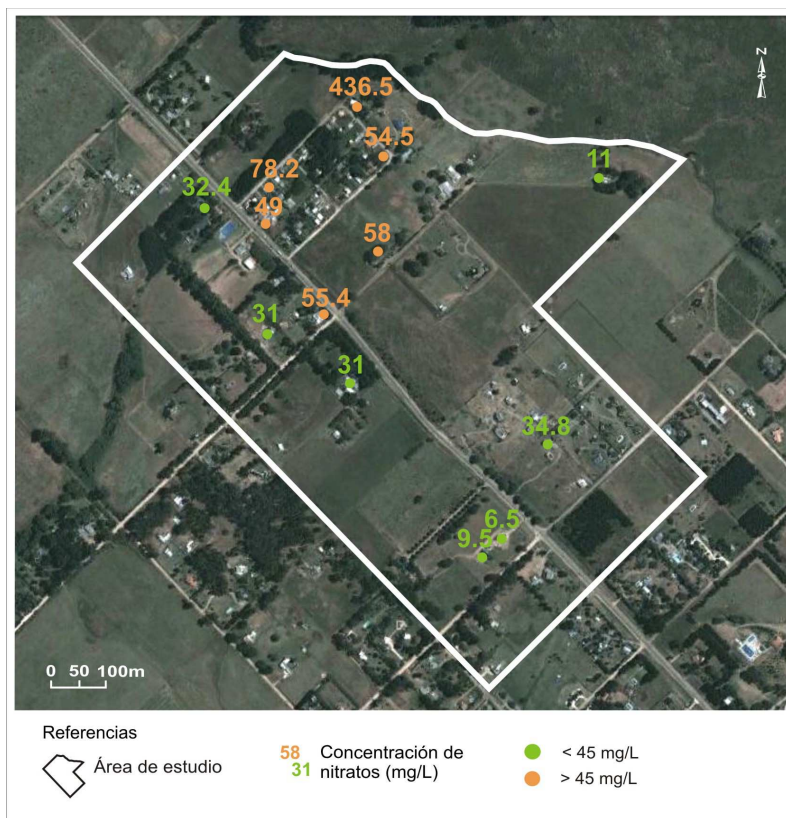 N
436.5
54.5
11
78.2
32.4
49
58
55.4
31
31
34.8
6.5
9.5
0 50 100m
Referencias
Área de estudio
58
31
Concentración de
nitratos (mg/L)
< 45 mg/L
> 45 mg/L